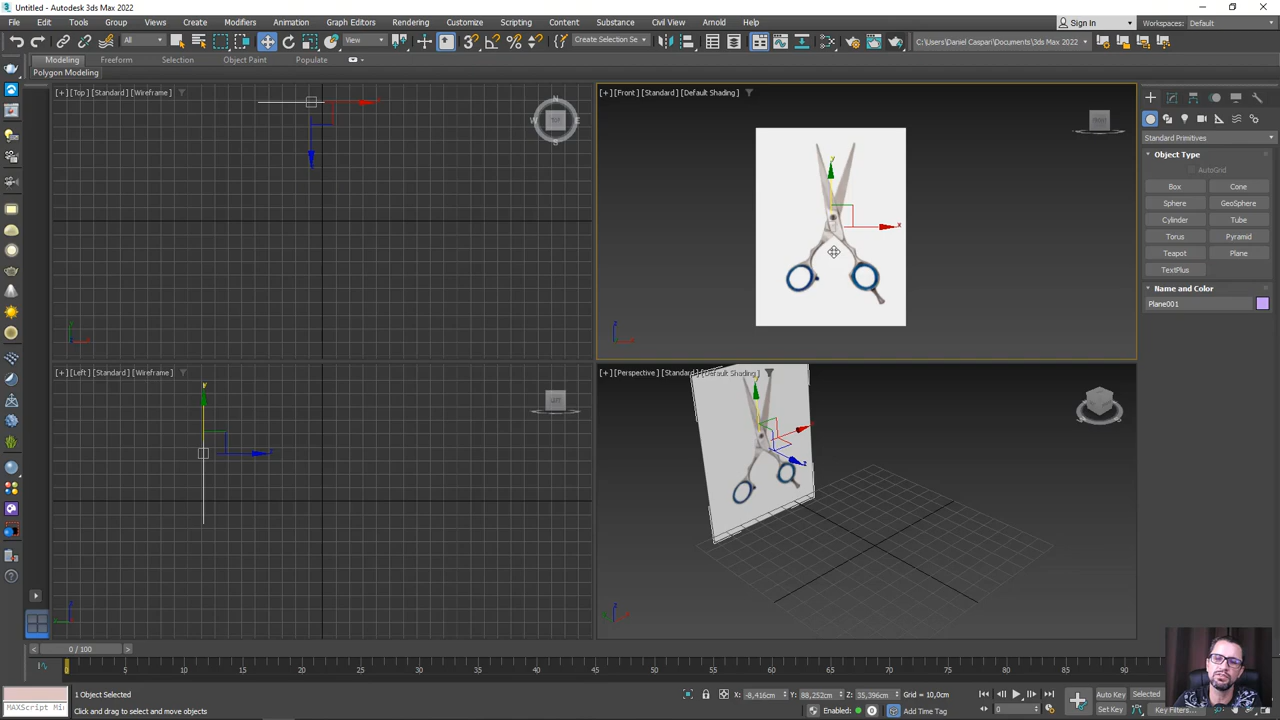 Untitled - Autodesk 3ds Max 2022
File Edit Tools Group Views Create Modifiers Animation Graph Editors Rendering Customize Scripting Content Substance Civil View Arnold Help
Sign In
Workspaces: Default
All
View
Create Selection Se
C:\Users\Daniel Caspari\Documents\3ds Max 2022
Modeling Freeform Selection Object Paint Populate
Polygon Modeling
[+] [Top] [Standard] [Wireframe]
[+] [Front] [Standard] [Default Shading]
N
W TOP E
S
y
x
z
Standard Primitives
Object Type
AutoGrid
Box Cone
Sphere GeoSphere
Cylinder Tube
Torus Pyramid
Teapot Plane
TextPlus
Name and Color
Plane001
[+] [Left] [Standard] [Wireframe]
[+] [Perspective] [Standard] [Default Shading]
0 / 100
0 5 10 15 20 25 30 35 40 45 50 55 60 65 70 75 80 85 90
MAXScript Mi
1 Object Selected
Click and drag to select and move objects
X: -8,416cm Y: 88,252cm Z: 35,396cm Grid = 10,0cm
Enabled: Add Time Tag
0
Auto Key Selected
Set Key Key Filters...